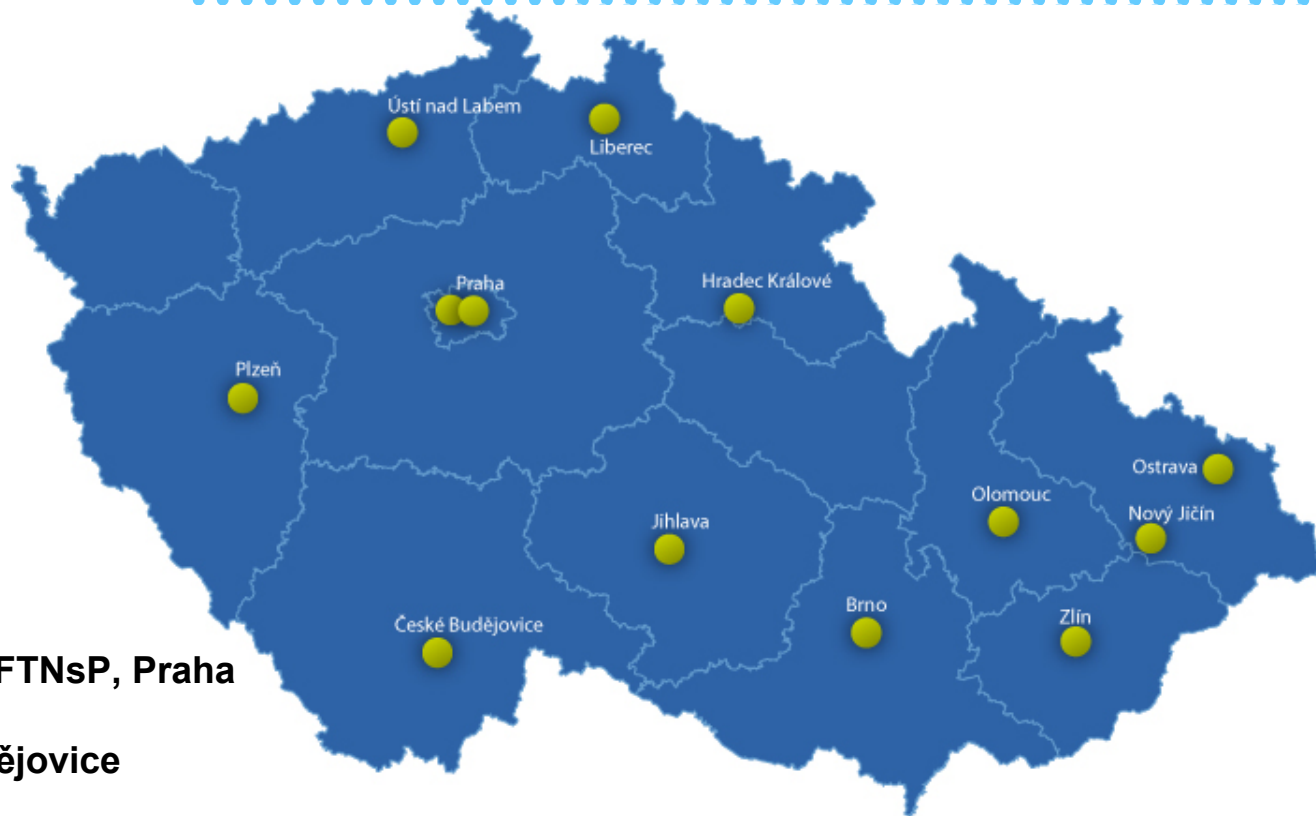 Ústí nad Labem
Liberec
Praha
Hradec Králové
Plzeň
Ostrava
Olomouc
Nový Jičín
Jihlava
Brno
Zlín
České Budějovice
FTNsP, Praha
ějovice